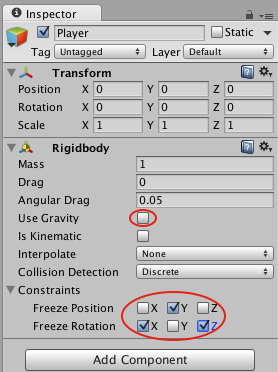 Inspector
Player Static
Tag Untagged Layer Default
Transform
Position X 0 Y 0 Z 0
Rotation X 0 Y 0 Z 0
Scale X 1 Y 1 Z 1
Rigidbody
Mass 1
Drag 0
Angular Drag 0.05
Use Gravity
Is Kinematic
Interpolate None
Collision Detection Discrete
Constraints
Freeze Position X Y Z
Freeze Rotation X Y Z
Add Component